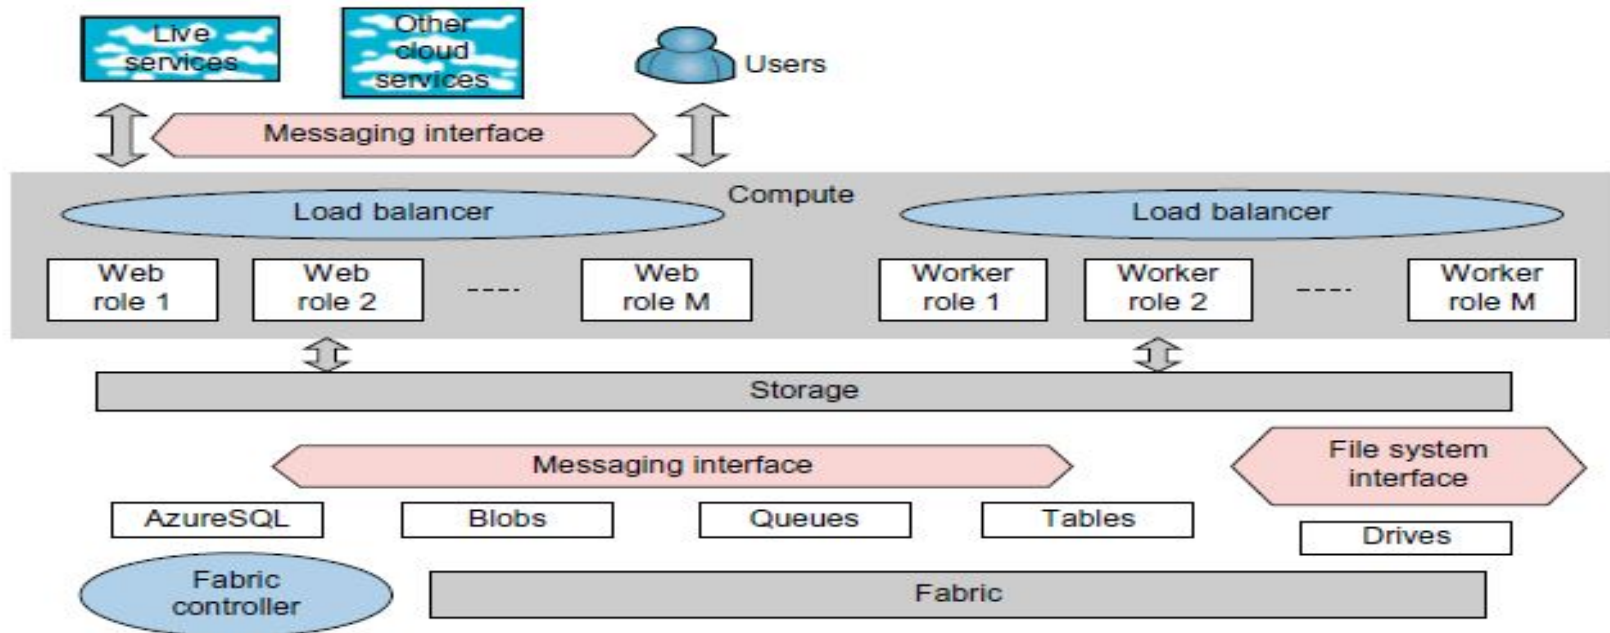 Live
services
Other
cloud
services
Users
Messaging interface
Compute
Load balancer
Load balancer
Web
role 1
Web
role 2
Web
role M
Worker
role 1
Worker
role 2
Worker
role M
Storage
Messaging interface
File system
interface
AzureSQL
Blobs
Queues
Tables
Drives
Fabric
controller
Fabric